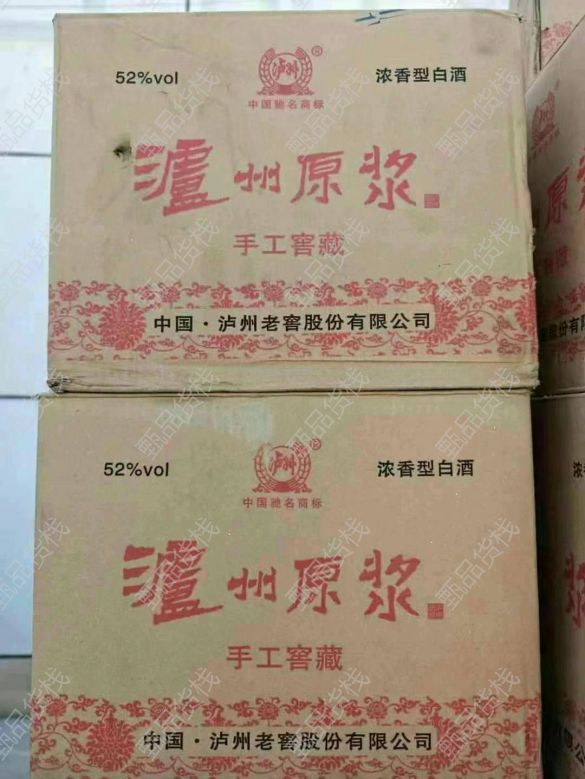 52%vol
泸州
®
浓香型白酒
中国驰名商标
瀘州原浆
手工窖藏
中国·泸州老窖股份有限公司
52%vol
泸州
®
浓香型白酒
中国驰名商标
瀘州原浆
手工窖藏
中国·泸州老窖股份有限公司
甄品货栈